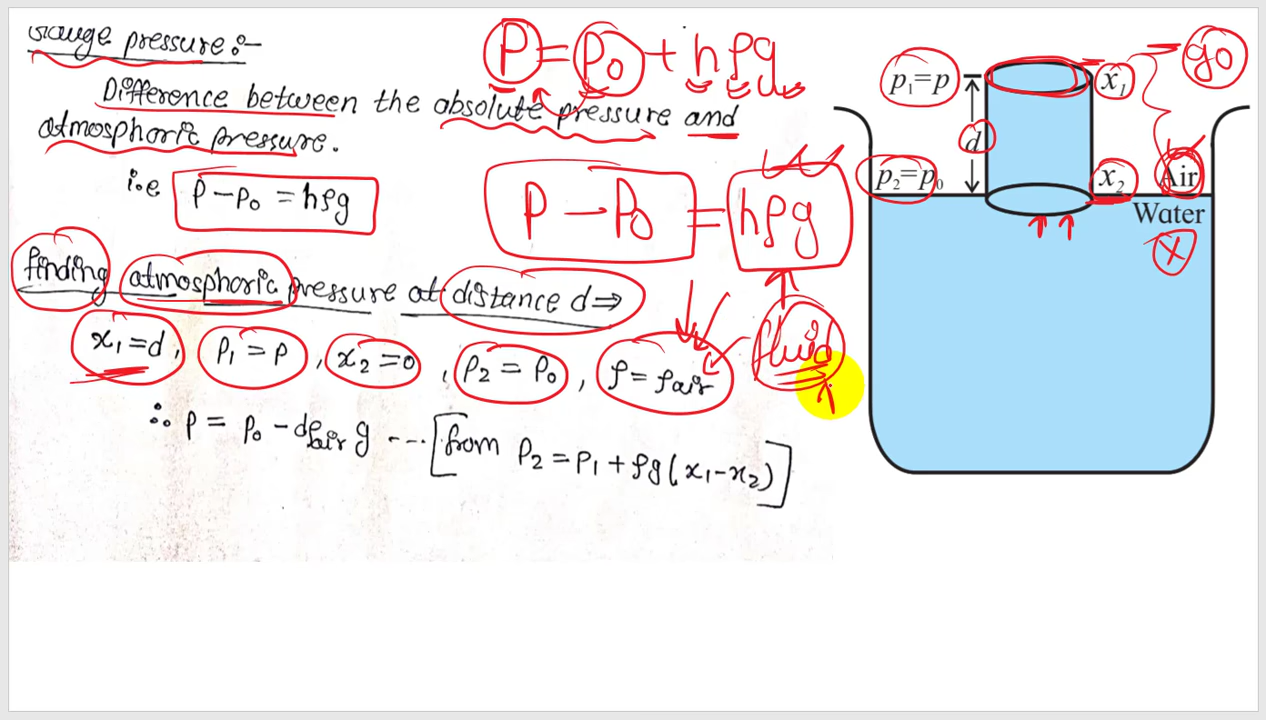 Gauge pressure :-
P = P₀ + hρg
Difference between the absolute pressure and
atmosphoric pressure.
i.e P - P₀ = hρg
P - P₀ = hρg
finding atmosphoric pressure at distance d ⇒
fluid
x₁ = d, P₁ = P, x₂ = 0, P₂ = P₀, ρ = ρair
∴ P = P₀ - dρair g ---- [from P₂ = P₁ + ρg(x₁ - x₂)]
p₁=p
x₁
go
d
p₂=p₀
x₂
Air
Water
X